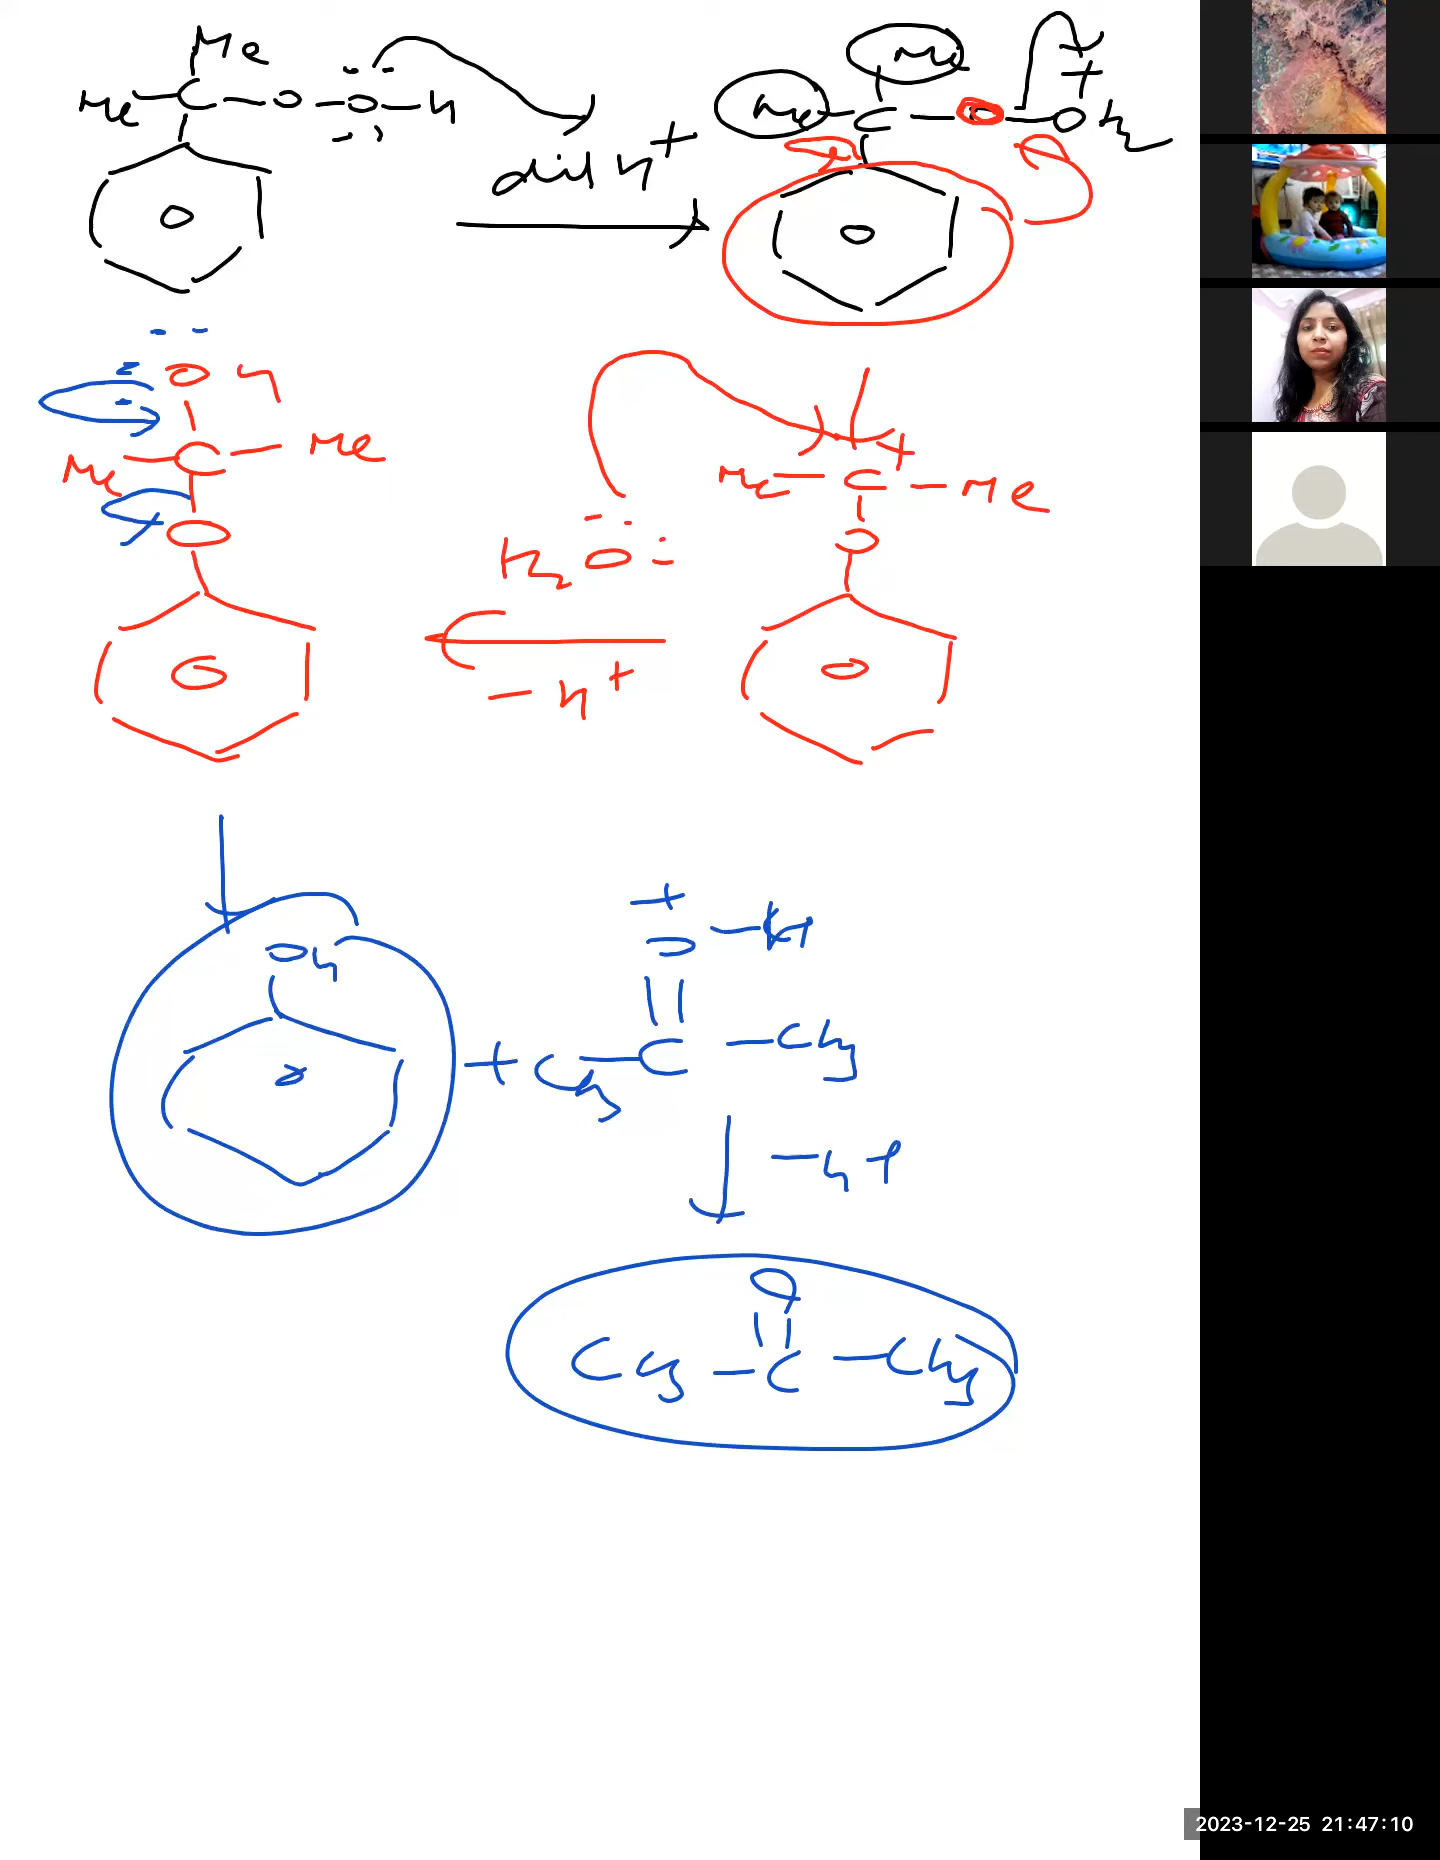 Me
Me-C-O-O-H
dil H+
Me
Me-C-O-OH2
+
OH
Me-C-Me
O
H2O:
-H+
+
Me-C-Me
O
OH
+
O-H
+ CH3-C-CH3
-H+
O
CH3-C-CH3
2023-12-25 21:47:10